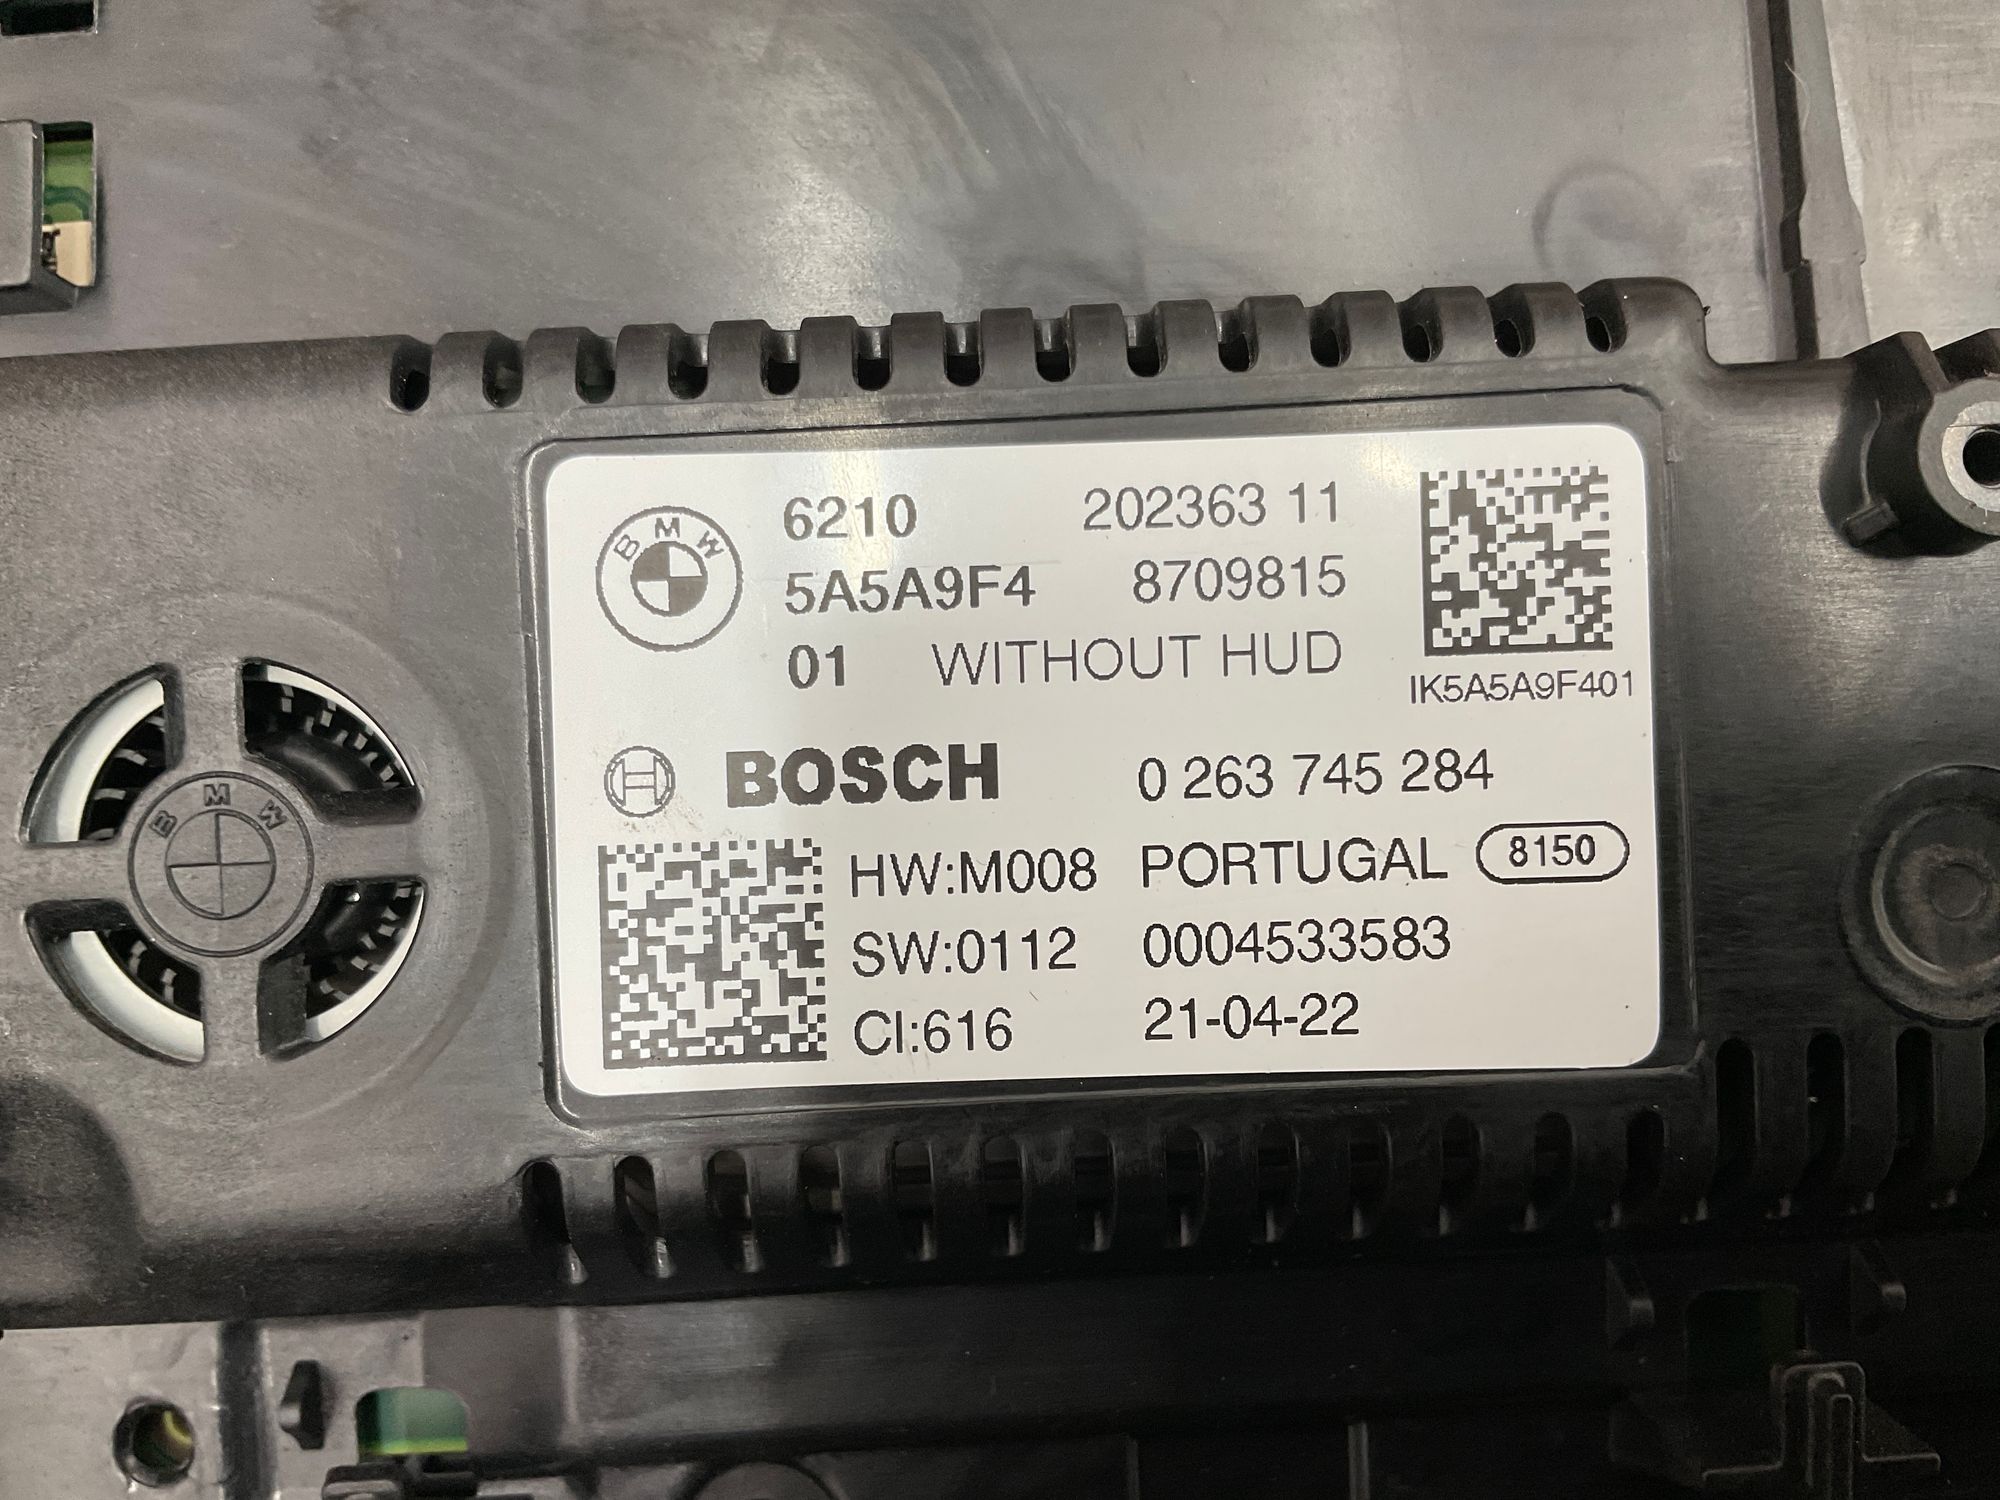 BMW
6210 202363 11
5A5A9F4 8709815
01 WITHOUT HUD
IK5A5A9F401
BOSCH 0 263 745 284
HW:M008 PORTUGAL 8150
SW:0112 0004533583
CI:616 21-04-22
BMW